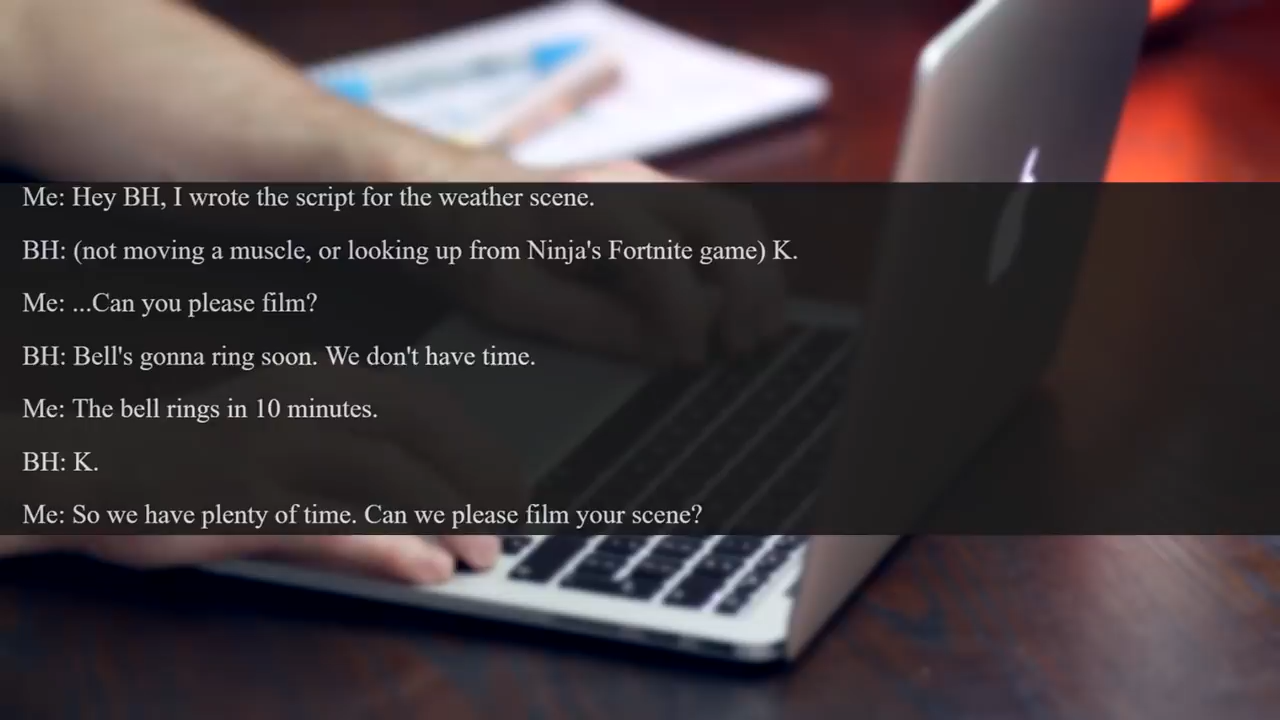 Me: Hey BH, I wrote the script for the weather scene.
BH: (not moving a muscle, or looking up from Ninja's Fortnite game) K.
Me: ...Can you please film?
BH: Bell's gonna ring soon. We don't have time.
Me: The bell rings in 10 minutes.
BH: K.
Me: So we have plenty of time. Can we please film your scene?